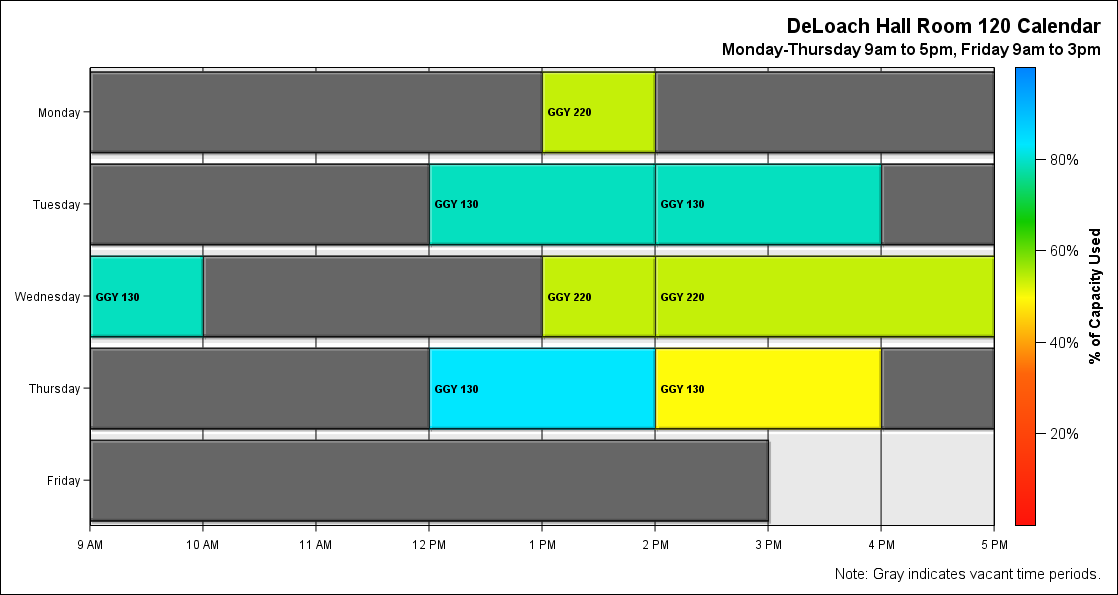 DeLoach Hall Room 120 Calendar
Monday-Thursday 9am to 5pm, Friday 9am to 3pm
Monday
GGY 220
80%
Tuesday
GGY 130
GGY 130
60%
Wednesday
GGY 130
GGY 220
GGY 220
% of Capacity Used
40%
Thursday
GGY 130
GGY 130
20%
Friday
9 AM
10 AM
11 AM
12 PM
1 PM
2 PM
3 PM
4 PM
5 PM
Note: Gray indicates vacant time periods.